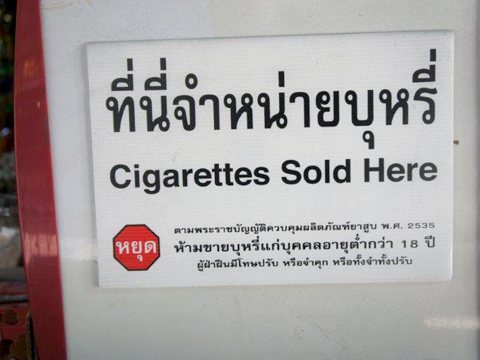 ที่นี่จำหน่ายบุหรี่
Cigarettes Sold Here
หยุด
ตามพระราชบัญญัติควบคุมผลิตภัณฑ์ยาสูบ พ.ศ. 2535
ห้ามขายบุหรี่แก่บุคคลอายุต่ำกว่า 18 ปี
ผู้ฝ่าฝืนมีโทษปรับ หรือจำคุก หรือทั้งจำทั้งปรับ